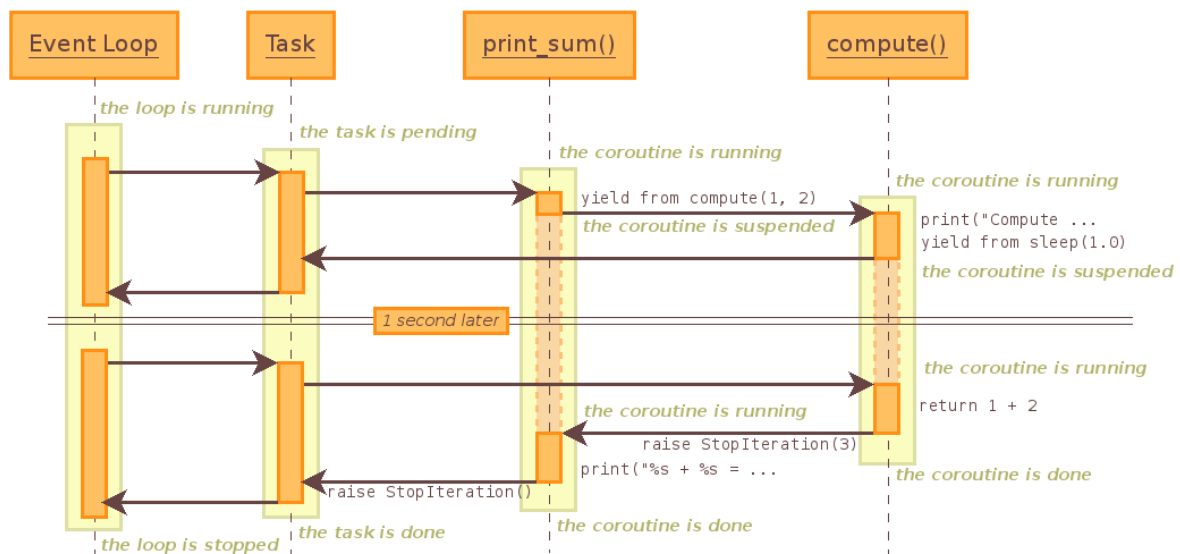 Event Loop
Task
print_sum()
compute()
the loop is running
the task is pending
the coroutine is running
the coroutine is running
yield from compute(1, 2)
print("Compute ...
the coroutine is suspended
yield from sleep(1.0)
the coroutine is suspended
1 second later
the coroutine is running
return 1 + 2
the coroutine is running
raise StopIteration(3)
print("%s + %s = ...
the coroutine is done
raise StopIteration()
the coroutine is done
the task is done
the loop is stopped